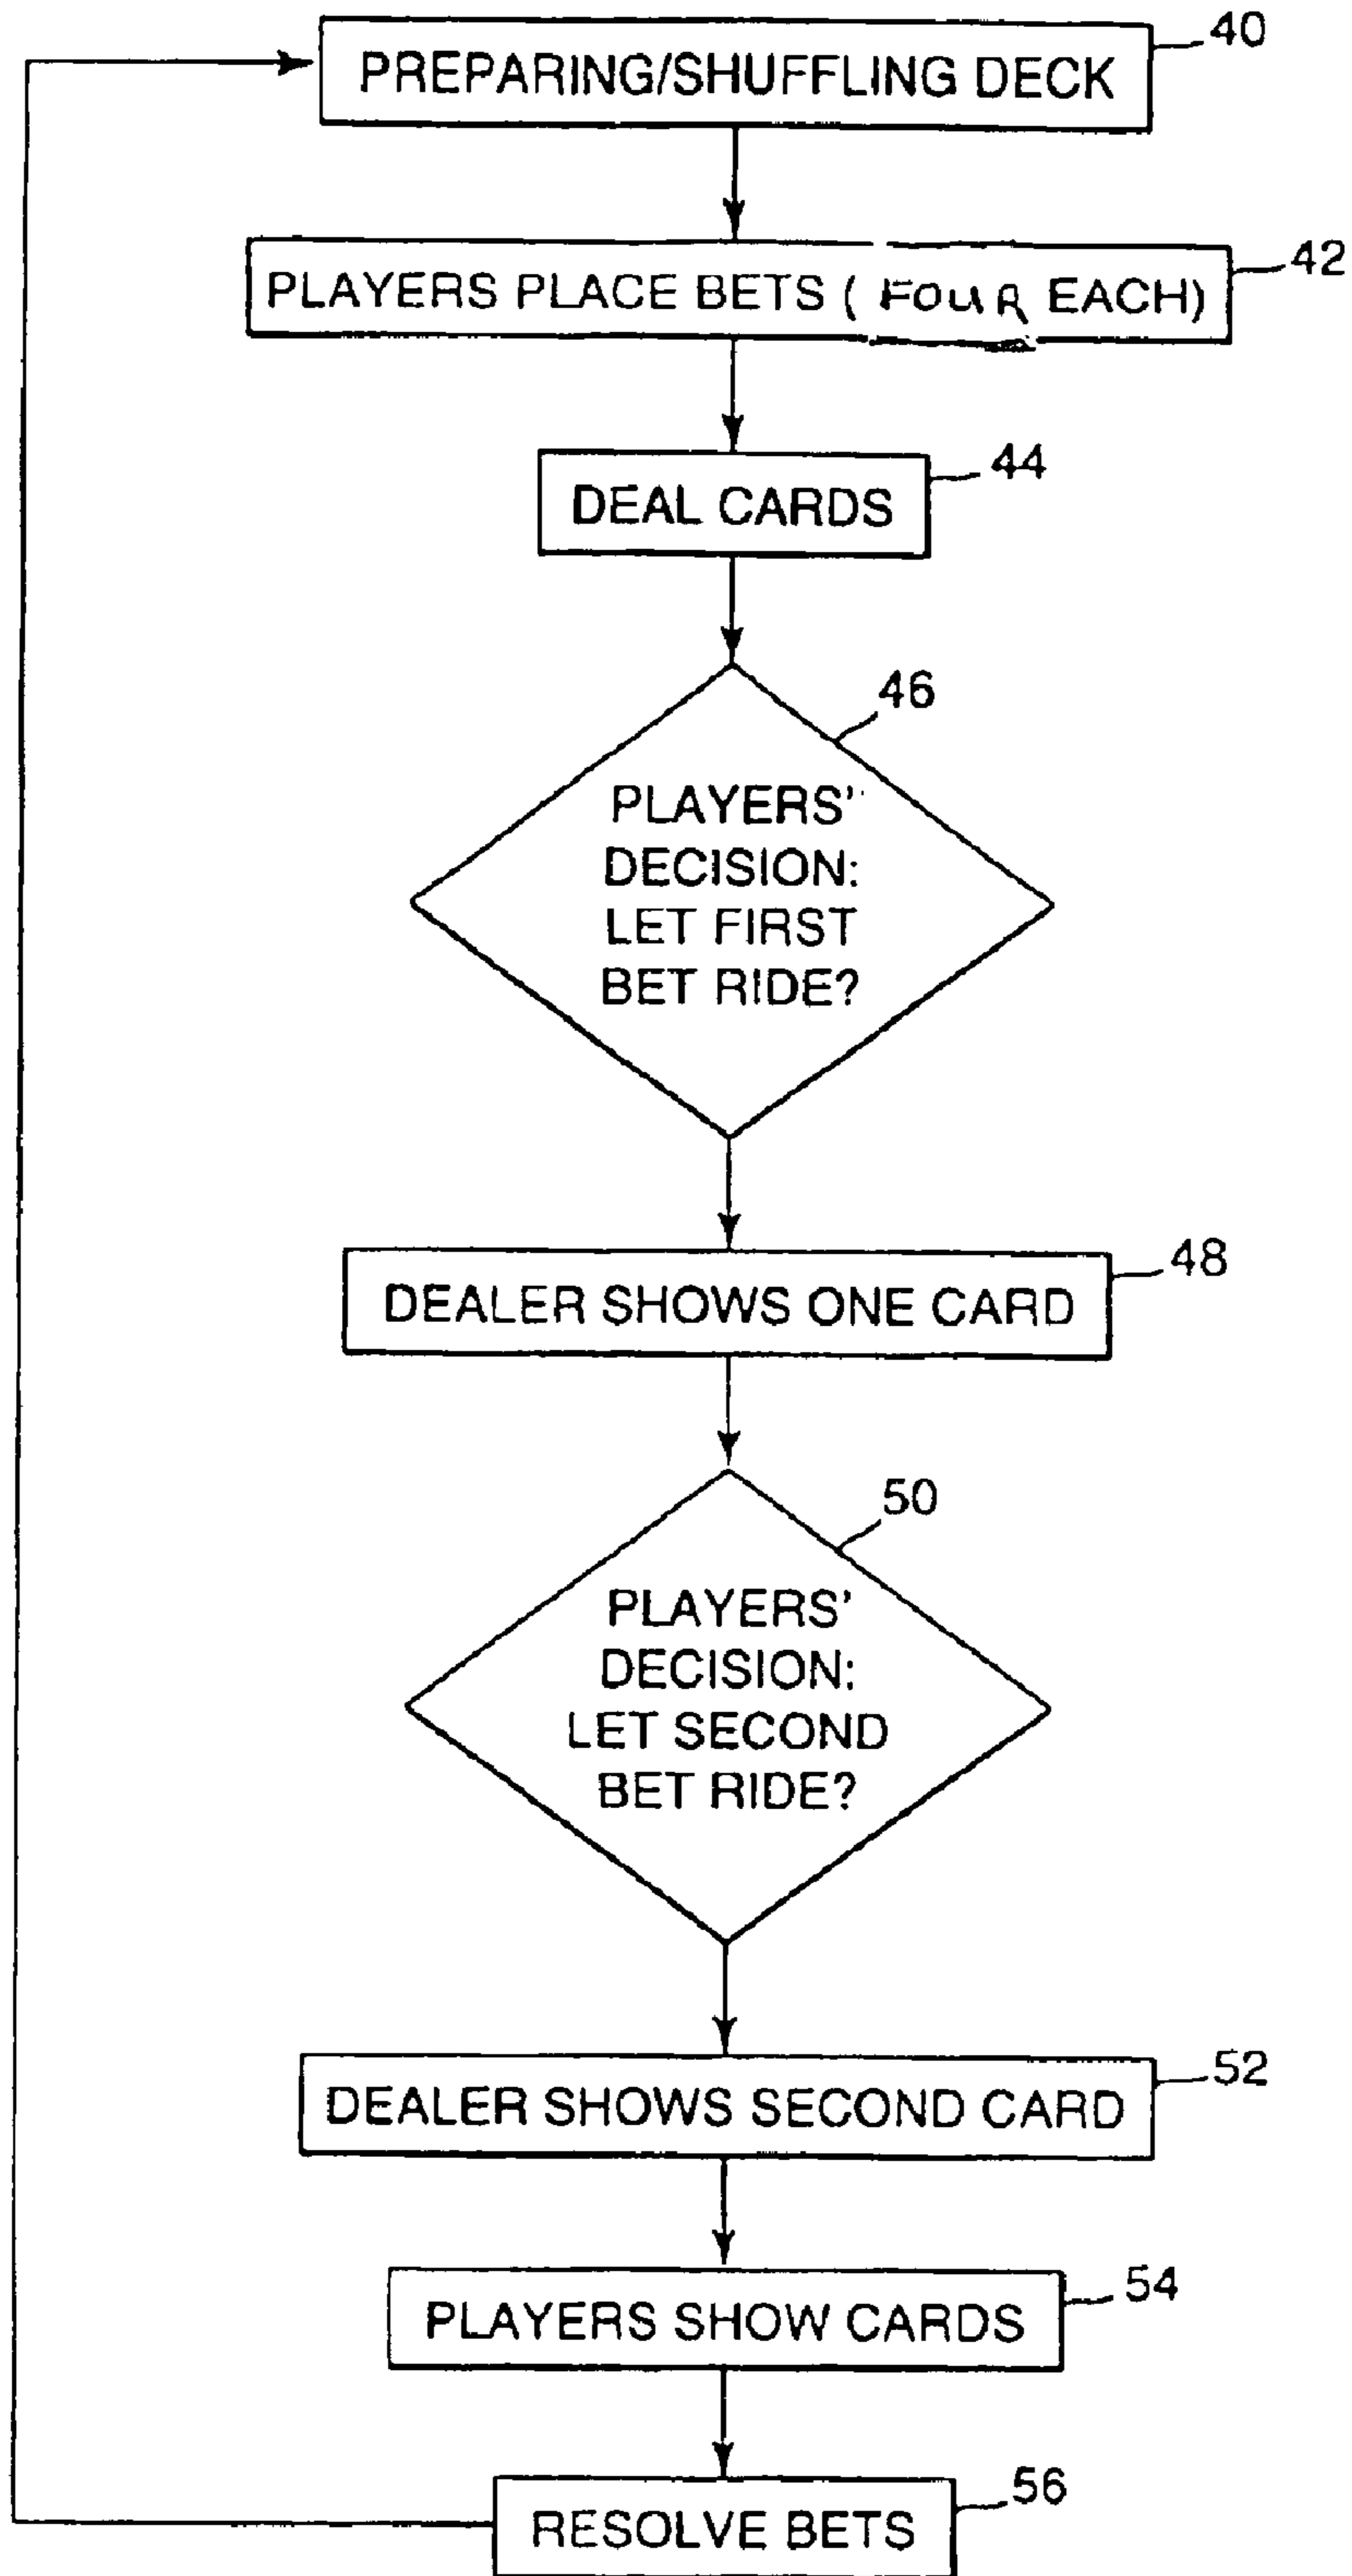 PREPARING/SHUFFLING DECK
40
PLAYERS PLACE BETS ( FOUR EACH)
42
DEAL CARDS
44
46
PLAYERS'
DECISION:
LET FIRST
BET RIDE?
DEALER SHOWS ONE CARD
48
50
PLAYERS'
DECISION:
LET SECOND
BET RIDE?
DEALER SHOWS SECOND CARD
52
PLAYERS SHOW CARDS
54
RESOLVE BETS
56